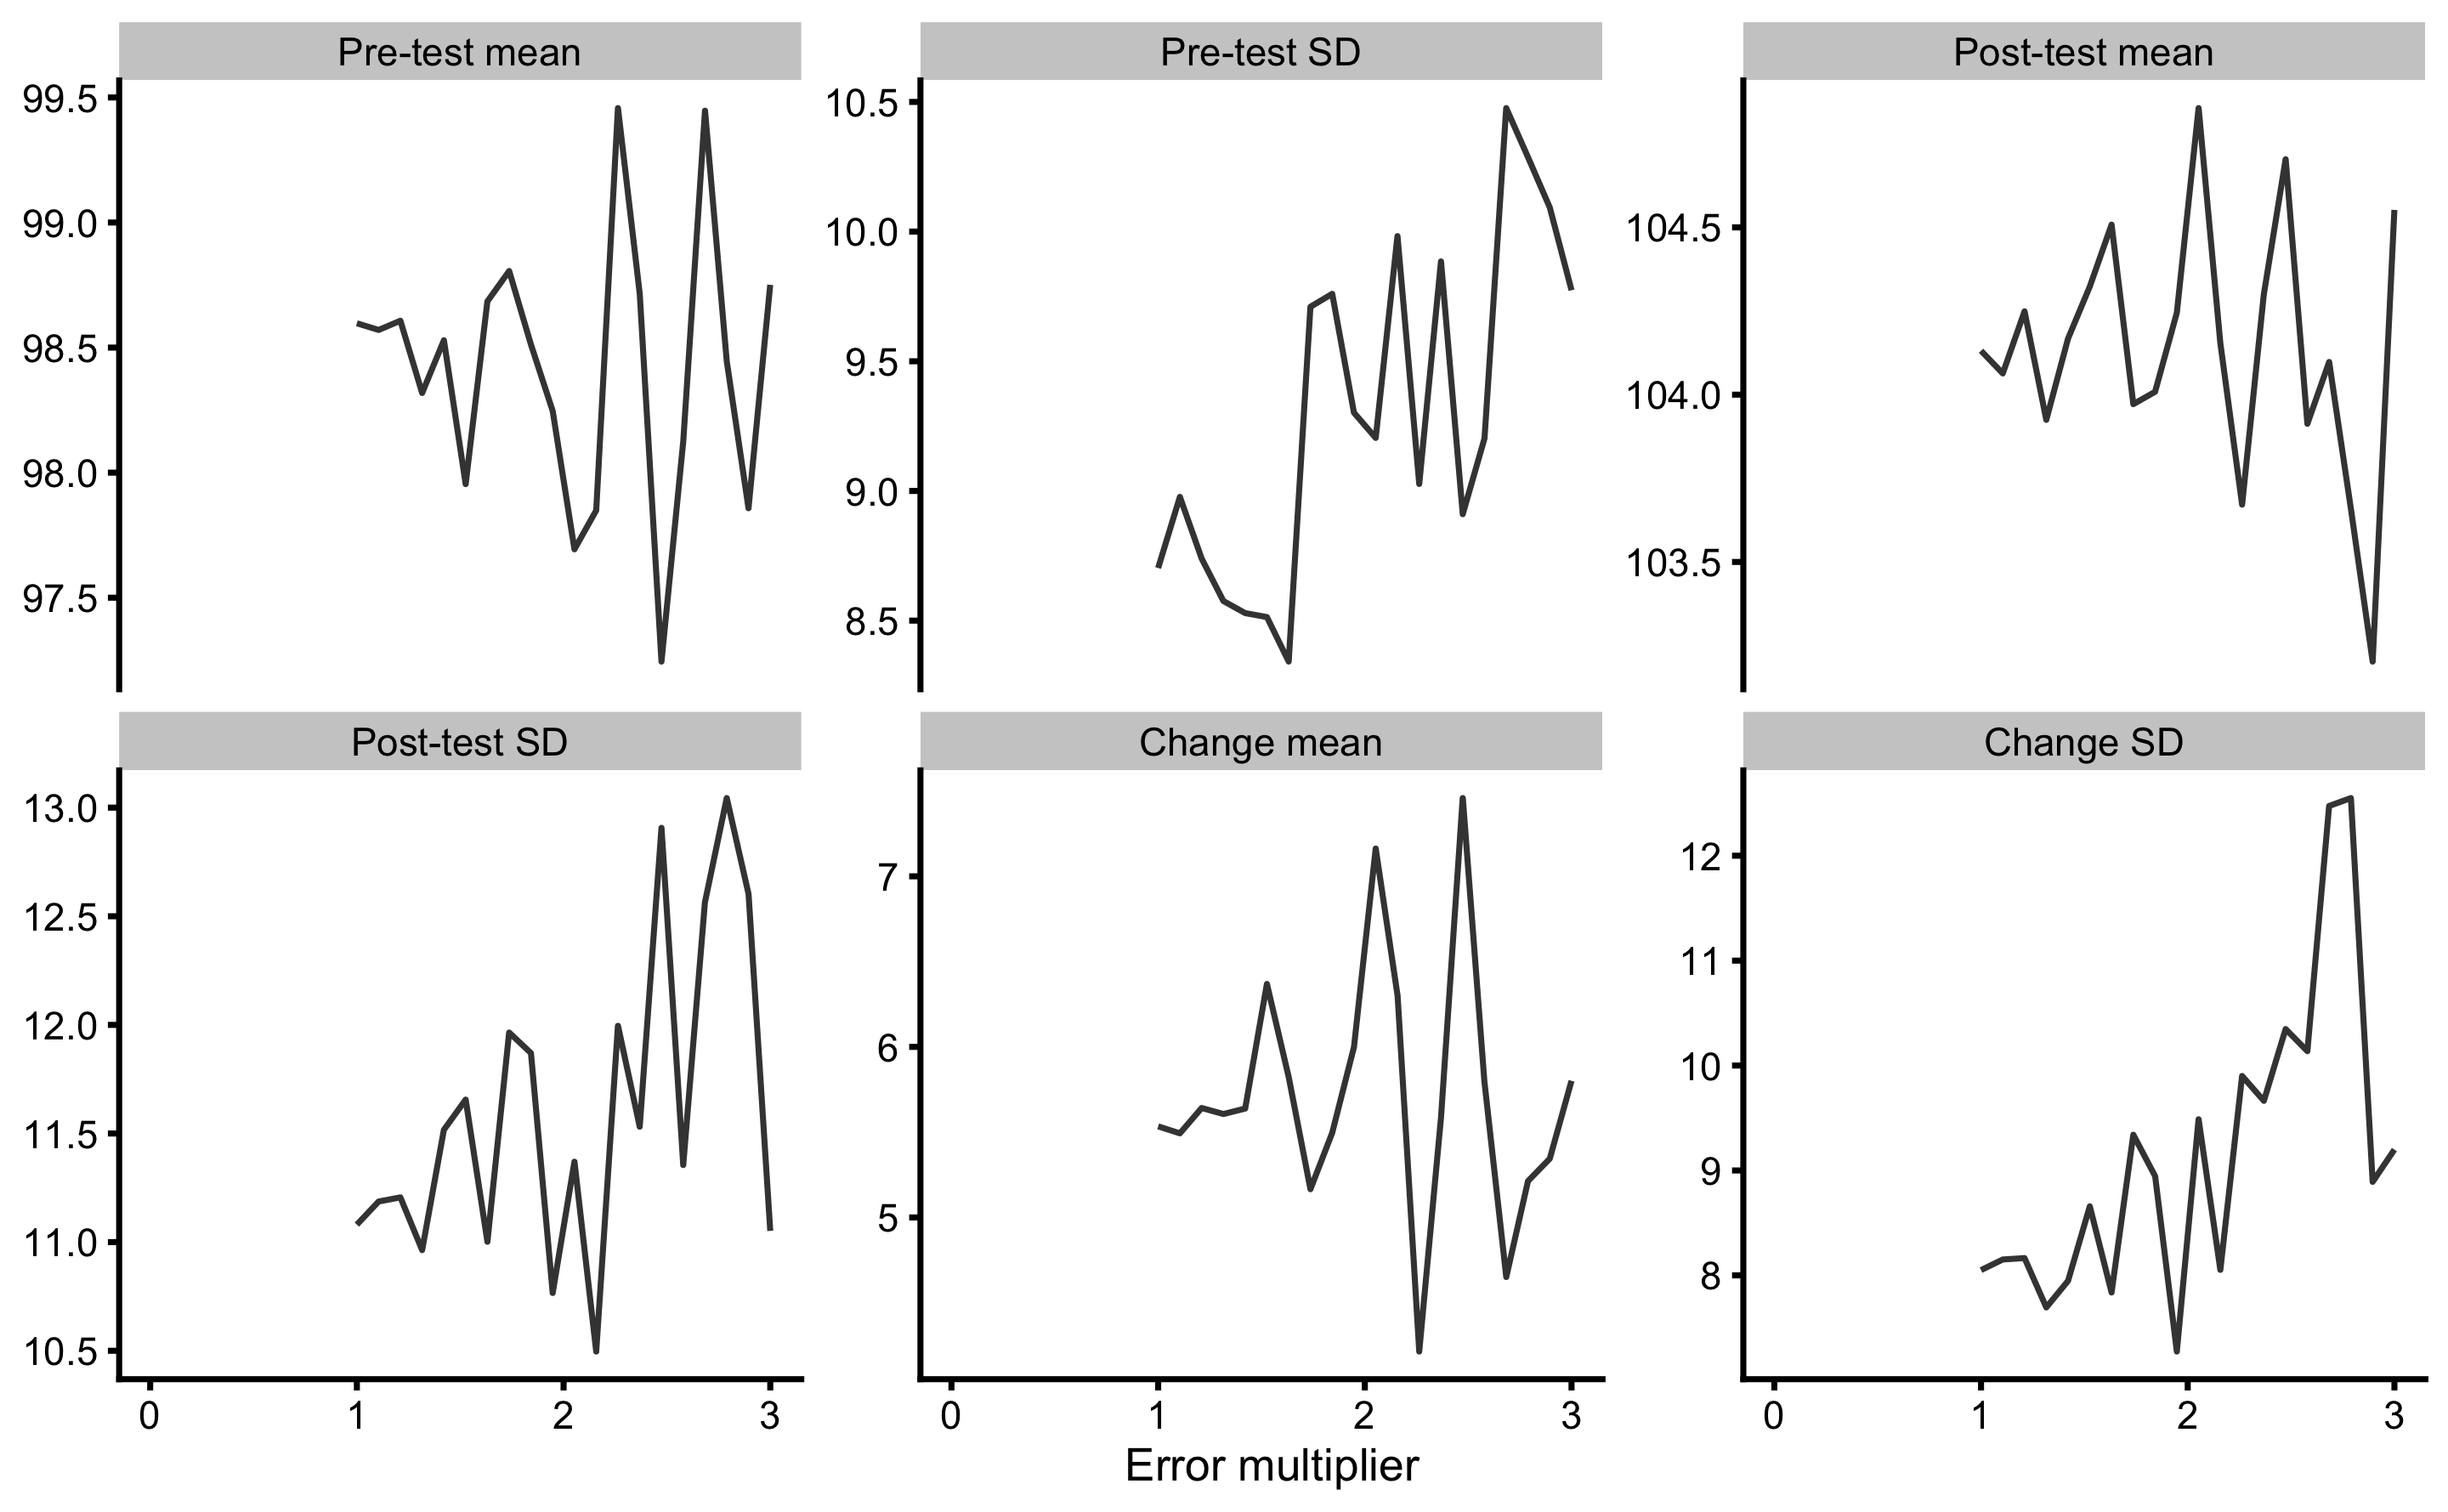 Pre-test mean
Pre-test SD
Post-test mean
99.5
99.0
98.5
98.0
97.5
10.5
10.0
9.5
9.0
8.5
104.5
104.0
103.5
Post-test SD
Change mean
Change SD
13.0
12.5
12.0
11.5
11.0
10.5
7
6
5
12
11
10
9
8
0 1 2 3
0 1 2 3
0 1 2 3
Error multiplier